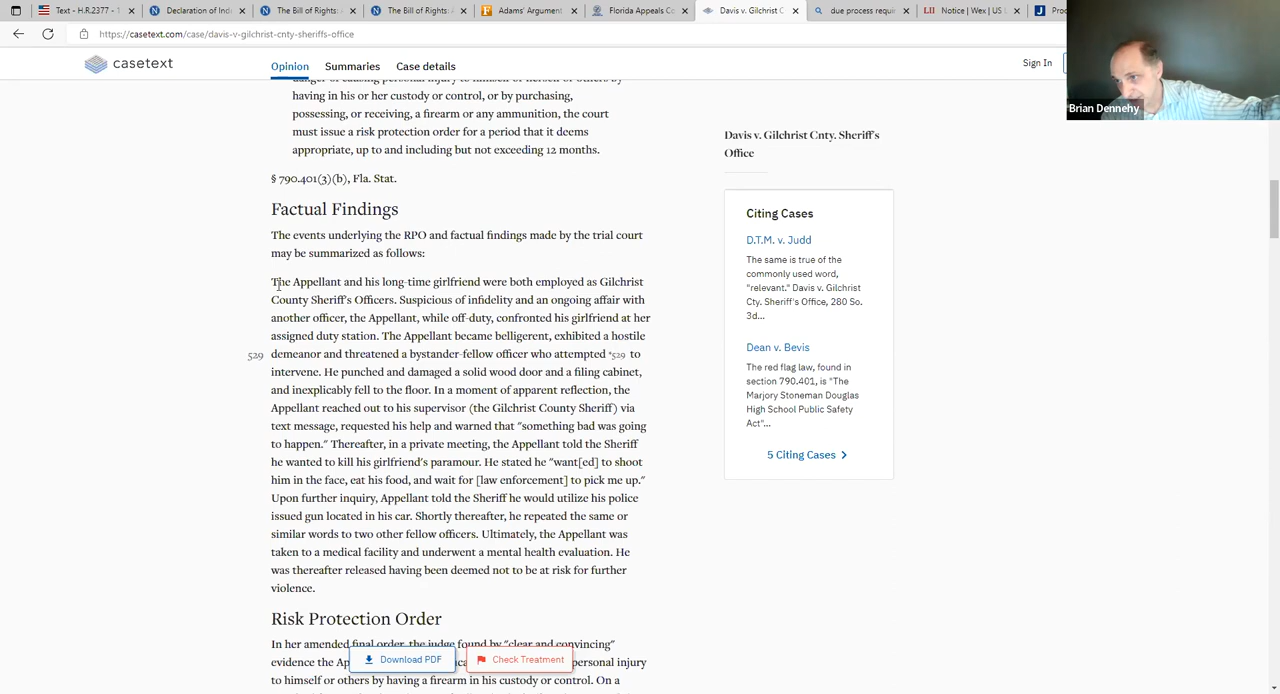 Text - H.R.2377 - 1
Declaration of Inde
The Bill of Rights: A
The Bill of Rights: A
Adams' Argument
Florida Appeals Co
Davis v. Gilchrist C
due process requir
Notice | Wex | US
Pro
https://casetext.com/case/davis-v-gilchrist-cnty-sheriffs-office
casetext
Opinion Summaries Case details
Sign In
Brian Dennehy
danger of causing personal injury to himself or herself or others by
having in his or her custody or control, or by purchasing,
possessing, or receiving, a firearm or any ammunition, the court
must issue a risk protection order for a period that it deems
appropriate, up to and including but not exceeding 12 months.
§ 790.401(3)(b), Fla. Stat.
Factual Findings
The events underlying the RPO and factual findings made by the trial court
may be summarized as follows:
The Appellant and his long-time girlfriend were both employed as Gilchrist
County Sheriff's Officers. Suspicious of infidelity and an ongoing affair with
another officer, the Appellant, while off-duty, confronted his girlfriend at her
assigned duty station. The Appellant became belligerent, exhibited a hostile
529 demeanor and threatened a bystander-fellow officer who attempted *529 to
intervene. He punched and damaged a solid wood door and a filing cabinet,
and inexplicably fell to the floor. In a moment of apparent reflection, the
Appellant reached out to his supervisor (the Gilchrist County Sheriff) via
text message, requested his help and warned that "something bad was going
to happen." Thereafter, in a private meeting, the Appellant told the Sheriff
he wanted to kill his girlfriend's paramour. He stated he "want[ed] to shoot
him in the face, eat his food, and wait for [law enforcement] to pick me up."
Upon further inquiry, Appellant told the Sheriff he would utilize his police
issued gun located in his car. Shortly thereafter, he repeated the same or
similar words to two other fellow officers. Ultimately, the Appellant was
taken to a medical facility and underwent a mental health evaluation. He
was thereafter released having been deemed not to be at risk for further
violence.
Risk Protection Order
In her amended final order, the judge found by "clear and convincing"
evidence the Ap personal injury
to himself or others by having a firearm in his custody or control. On a
Download PDF
Check Treatment
Davis v. Gilchrist Cnty. Sheriff's
Office
Citing Cases
D.T.M. v. Judd
The same is true of the
commonly used word,
"relevant." Davis v. Gilchrist
Cty. Sheriff's Office, 280 So.
3d...
Dean v. Bevis
The red flag law, found in
section 790.401, is "The
Marjory Stoneman Douglas
High School Public Safety
Act"...
5 Citing Cases